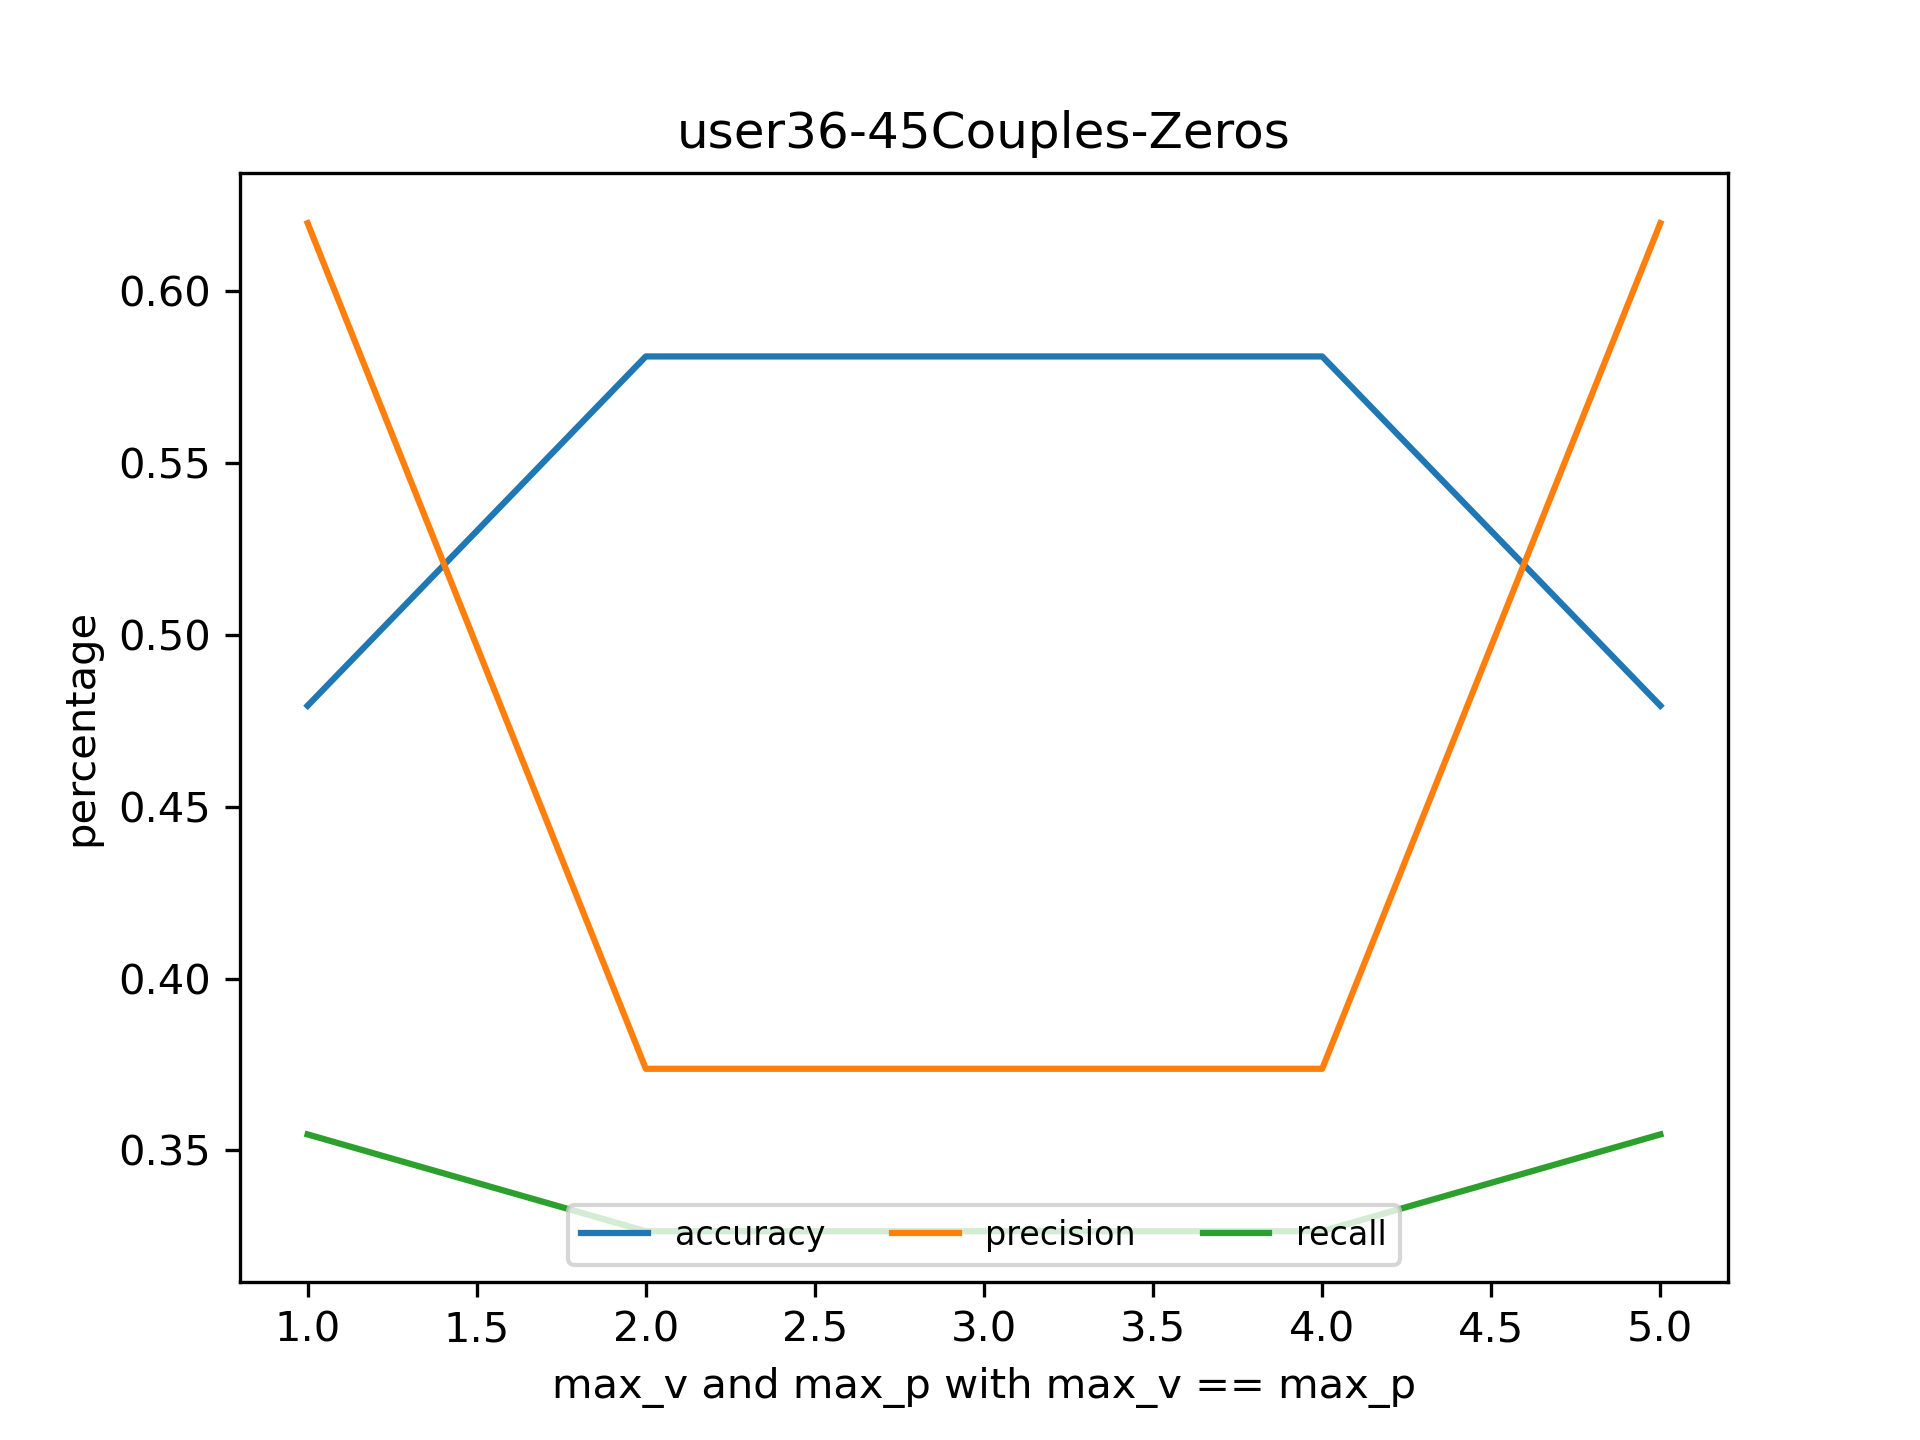 user36-45Couples-Zeros
percentage
0.60
0.55
0.50
0.45
0.40
0.35
accuracy precision recall
1.0 1.5 2.0 2.5 3.0 3.5 4.0 4.5 5.0
max_v and max_p with max_v == max_p